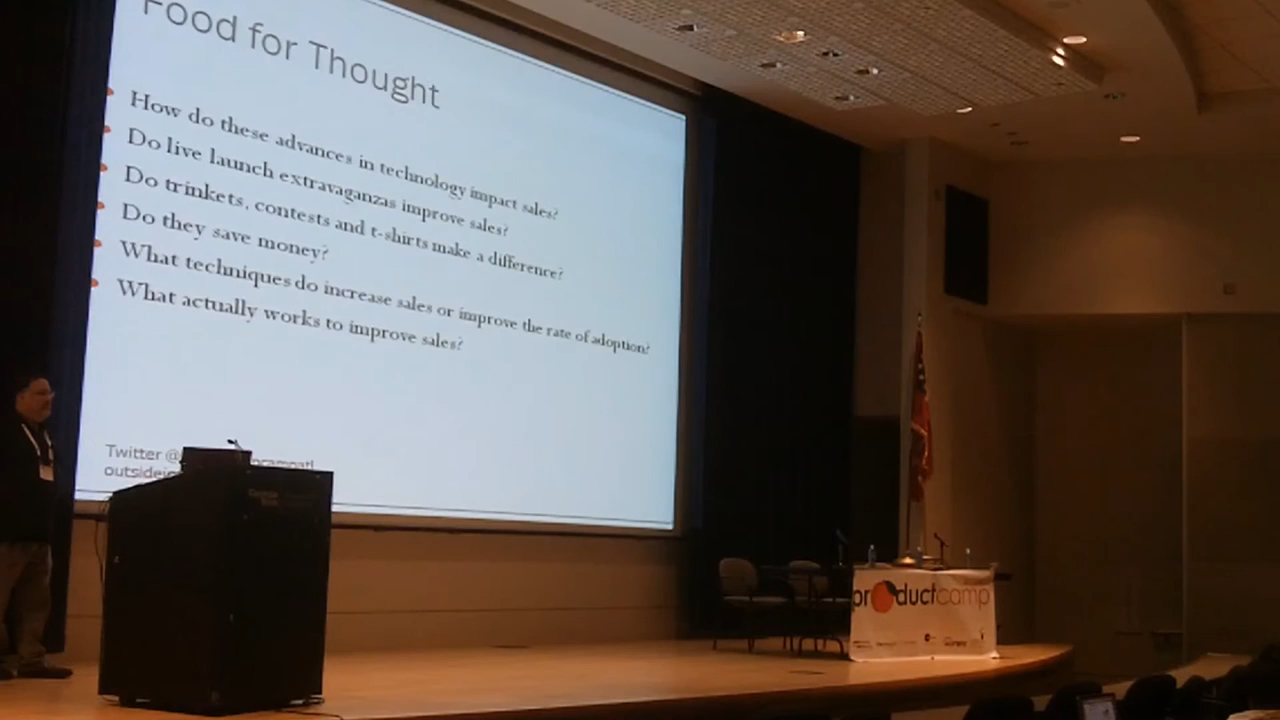 Food for Thought
How do these advances in technology impact sales?
Do live launch extravaganzas improve sales?
Do trinkets, contests and t-shirts make a difference?
Do they save money?
What techniques do increase sales or improve the rate of adoption?
What actually works to improve sales?
Twitter @
productcamp